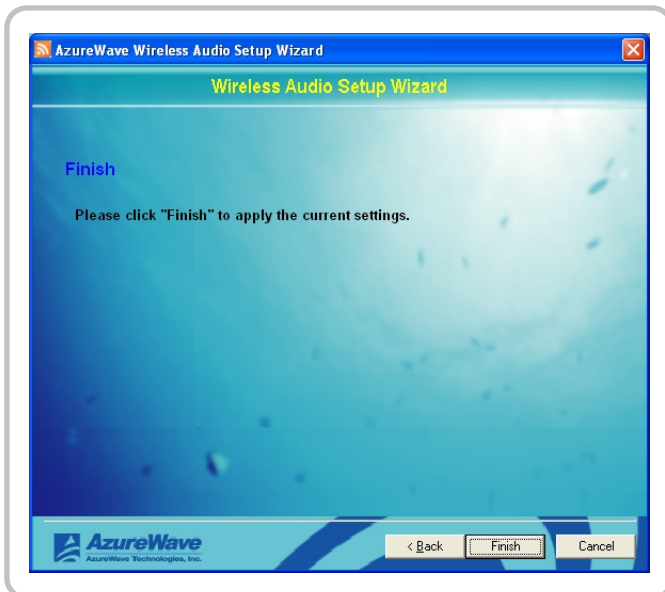 AzureWave Wireless Audio Setup Wizard
Wireless Audio Setup Wizard
Finish
Please click "Finish" to apply the current settings.
AzureWave
AzureWave Technologies, Inc.
< Back Finish Cancel